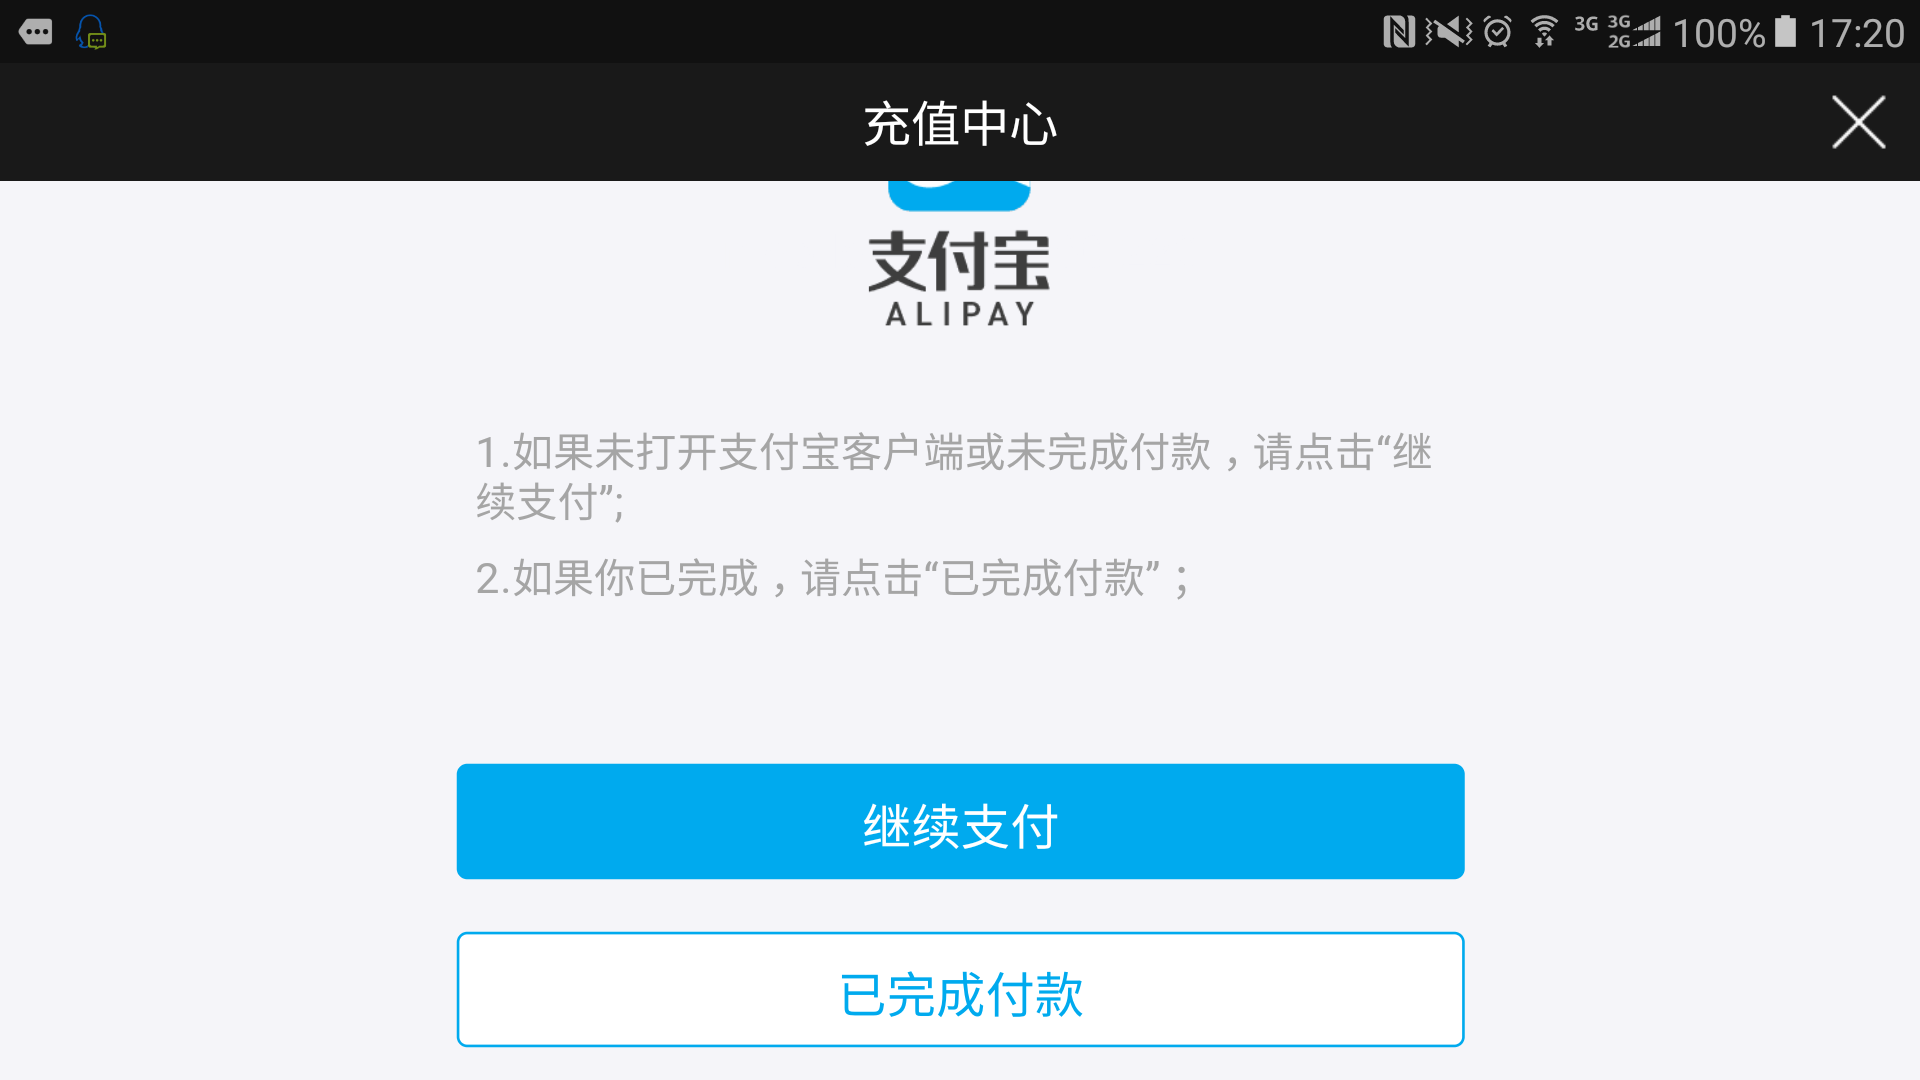 3G 3G 2G 100% 17:20
充值中心
支付宝
ALIPAY
1.如果未打开支付宝客户端或未完成付款，请点击“继
续支付”;
2.如果你已完成，请点击“已完成付款”；
继续支付
已完成付款